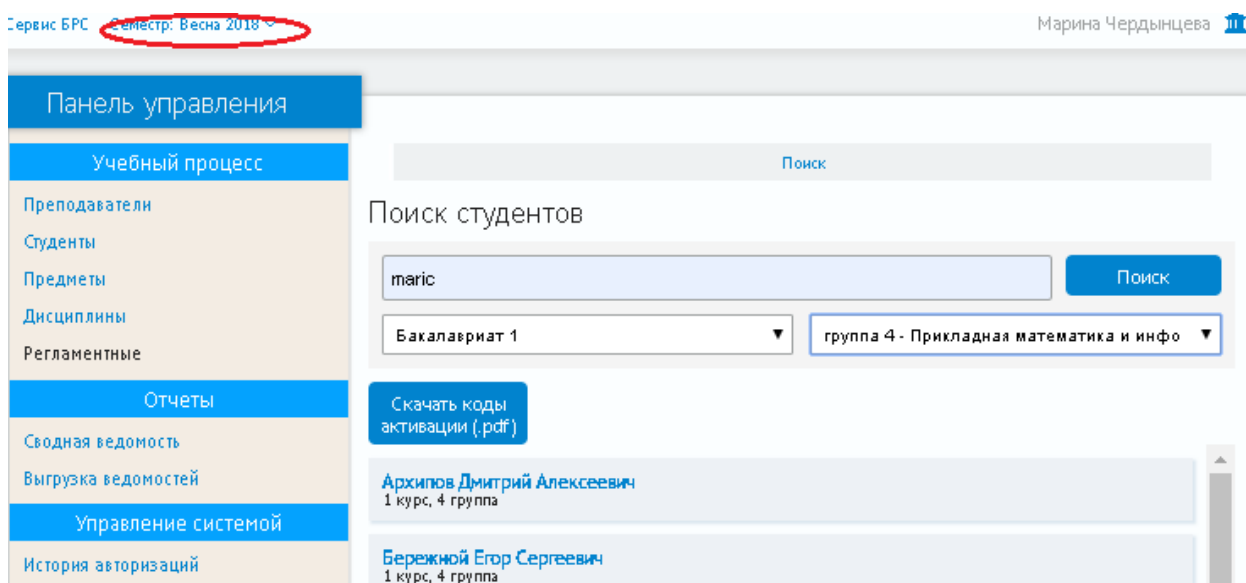 Сервис БРС Семестр: Весна 2018 Марина Чердынцева
Панель управления
Учебный процесс
Преподаватели
Студенты
Предметы
Дисциплины
Регламентные
Отчеты
Сводная ведомость
Выгрузка ведомостей
Управление системой
История авторизаций
Поиск
Поиск студентов
maric Поиск
Бакалавриат 1 группа 4 - Прикладная математика и инфо
Скачать коды
активации (.pdf)
Архипов Дмитрий Алексеевич
1 курс, 4 группа
Бережной Егор Сергеевич
1 курс, 4 группа